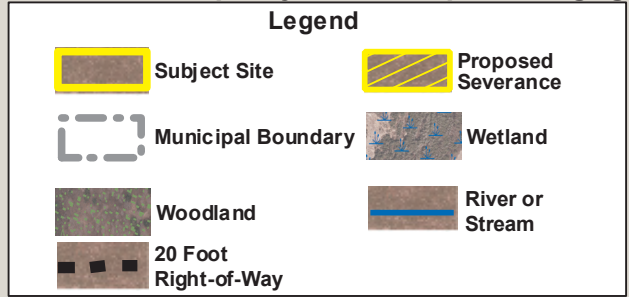 Legend
Subject Site
Proposed
Severance
Municipal Boundary
Wetland
Woodland
River or
Stream
20 Foot
Right-of-Way